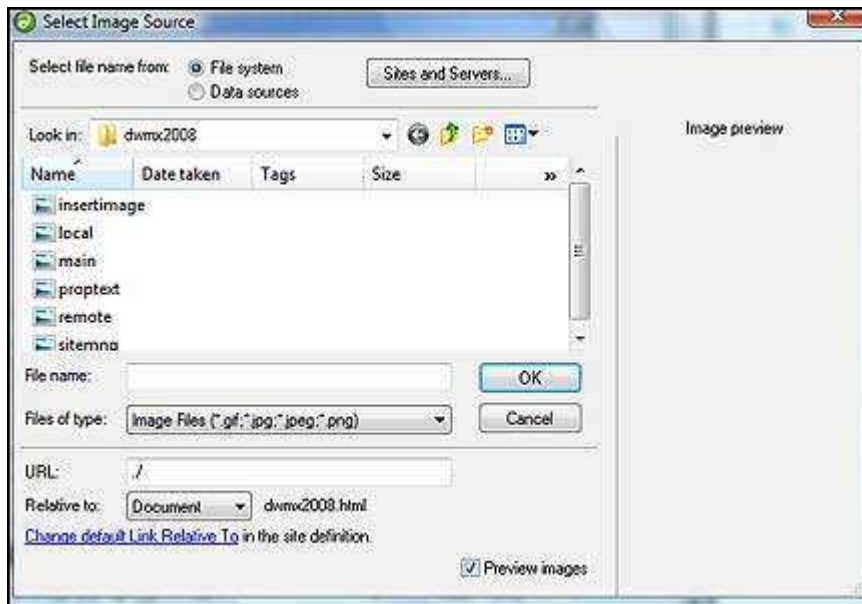 Select Image Source
Select file name from: File system Sites and Servers...
Data sources
Look in: dwmx2008 Image preview
Name Date taken Tags Size »
insertimage
local
main
proptext
remote
sitemng
File name: OK
Files of type: Image Files (*.gif;*.jpg;*.jpeg;*.png) Cancel
URL: ./
Relative to: Document dwmx2008.html
Change default Link Relative To in the site definition.
Preview images